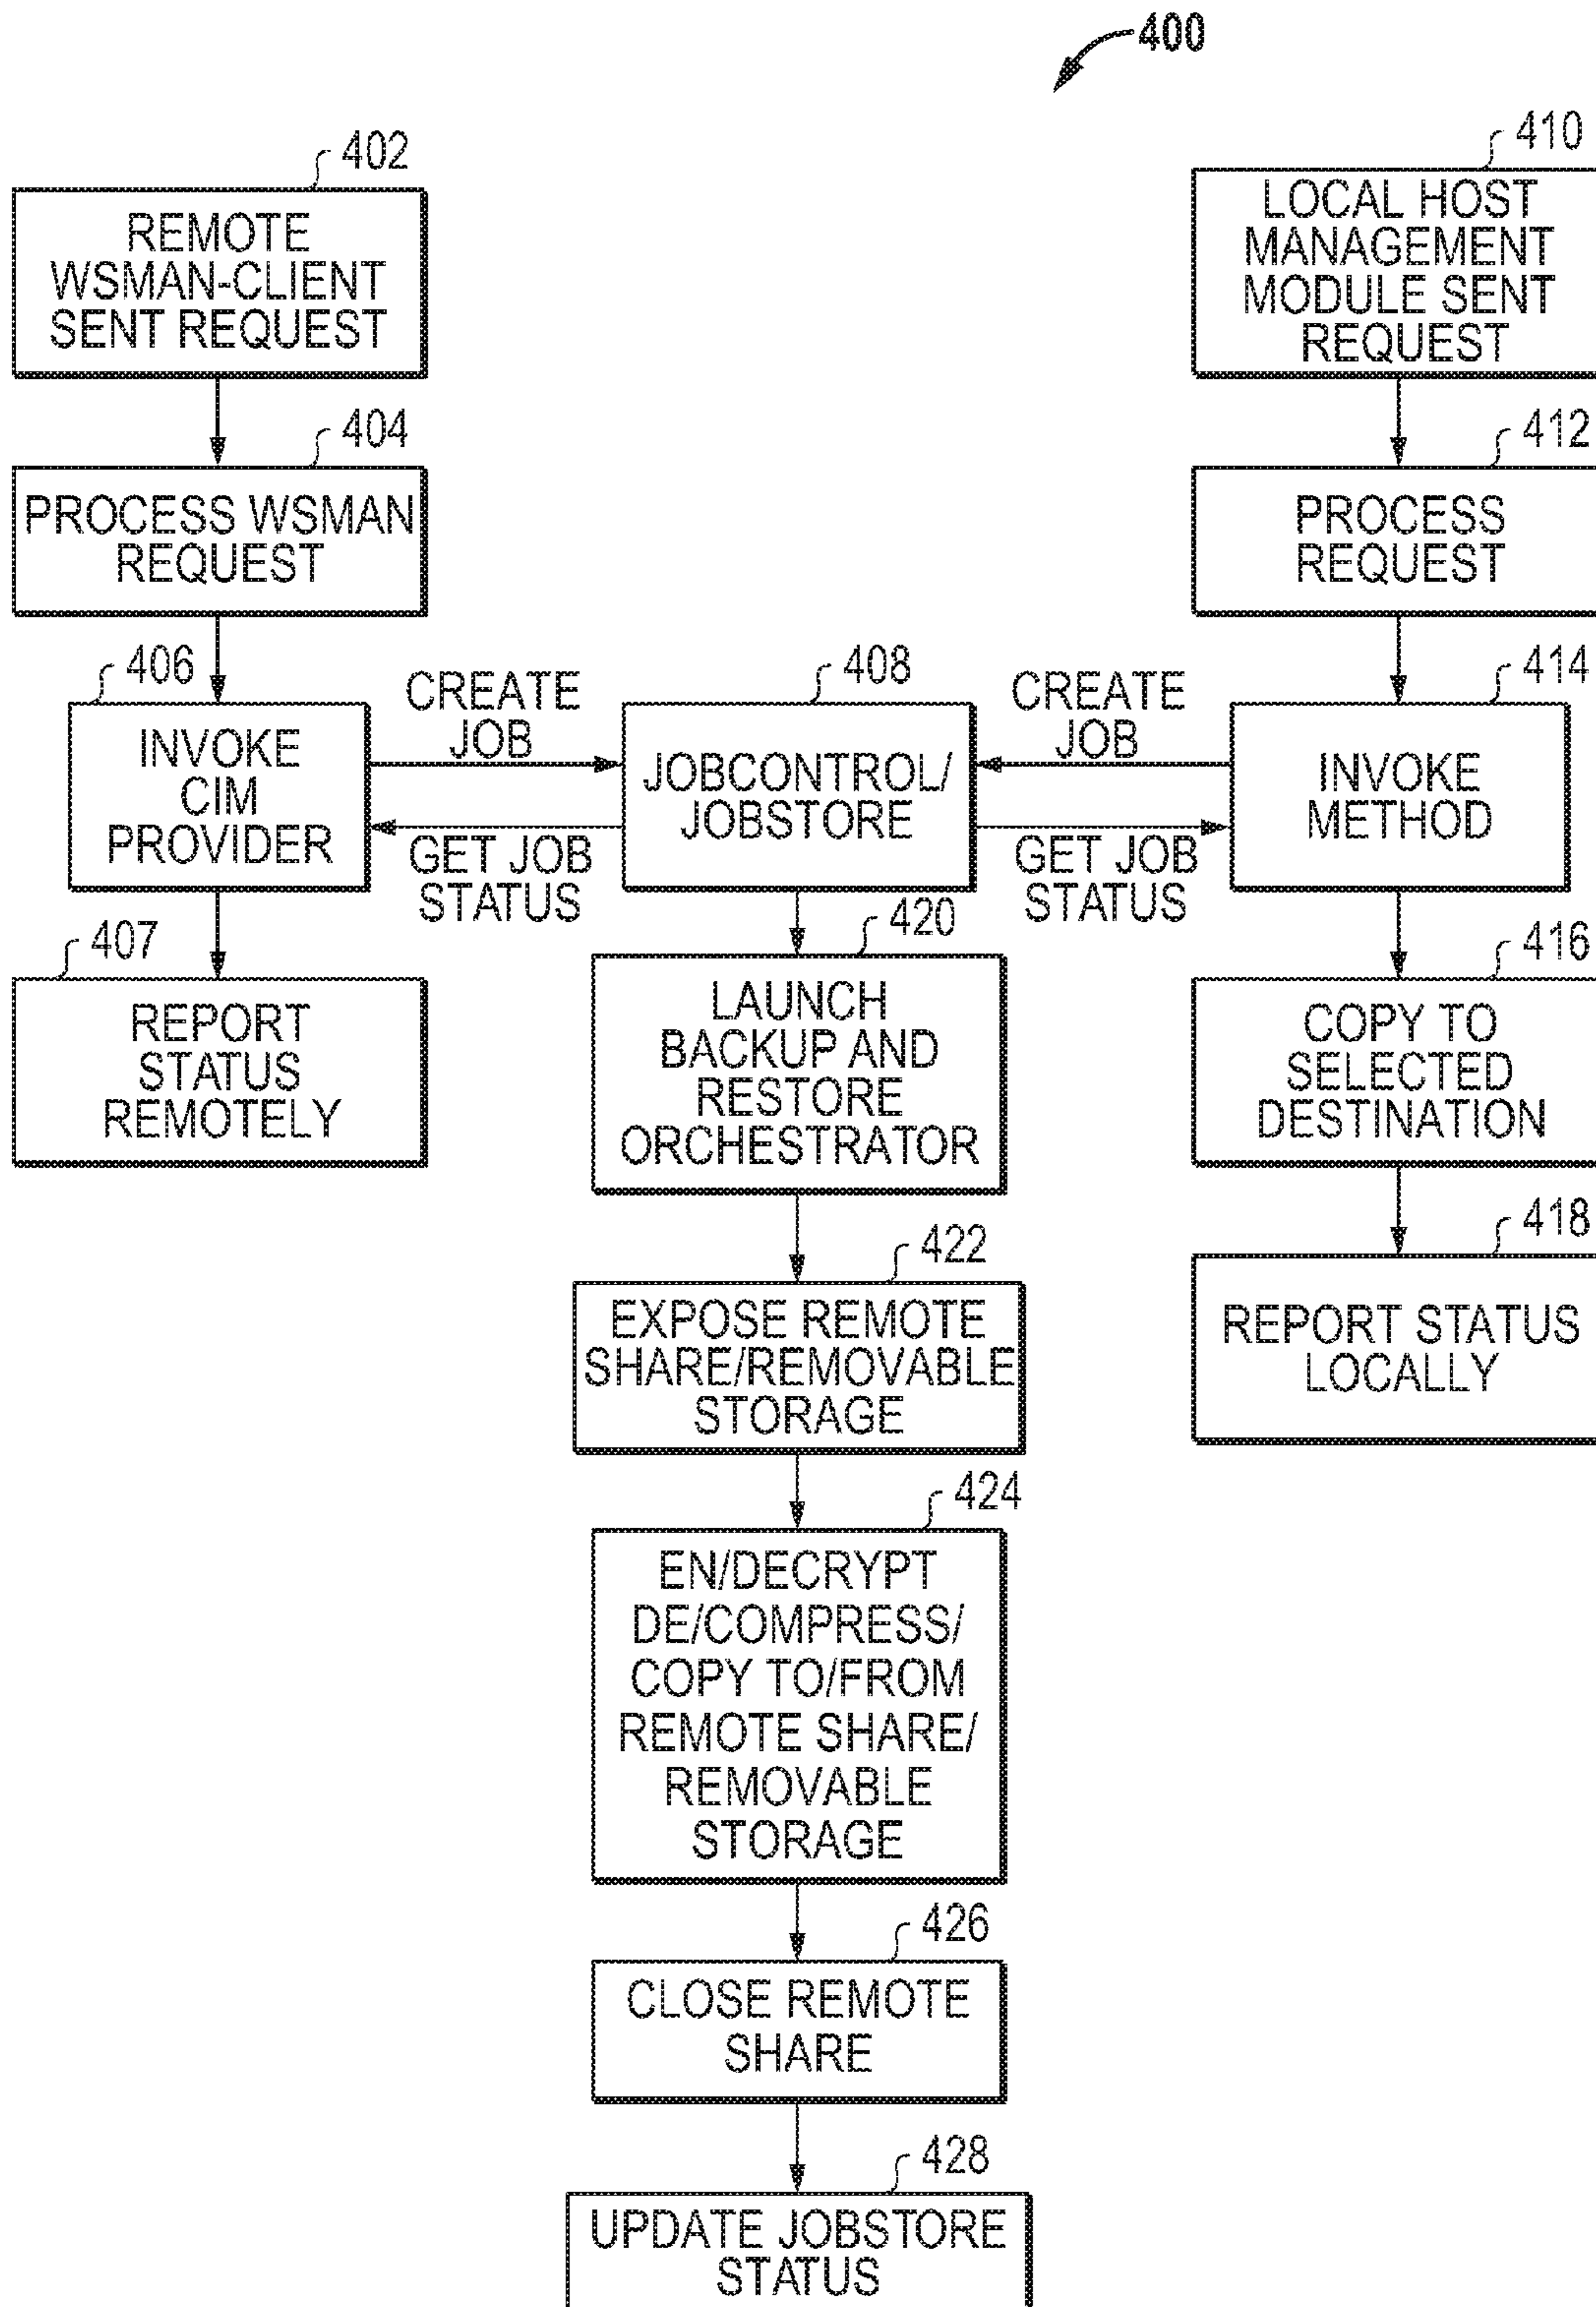 400
402
REMOTE
WSMAN-CLIENT
SENT REQUEST
404
PROCESS WSMAN
REQUEST
406
INVOKE
CIM
PROVIDER
407
REPORT
STATUS
REMOTELY
CREATE
JOB
GET JOB
STATUS
408
JOBCONTROL/
JOBSTORE
CREATE
JOB
GET JOB
STATUS
410
LOCAL HOST
MANAGEMENT
MODULE SENT
REQUEST
412
PROCESS
REQUEST
414
INVOKE
METHOD
416
COPY TO
SELECTED
DESTINATION
418
REPORT STATUS
LOCALLY
420
LAUNCH
BACKUP AND
RESTORE
ORCHESTRATOR
422
EXPOSE REMOTE
SHARE/REMOVABLE
STORAGE
424
EN/DECRYPT
DE/COMPRESS/
COPY TO/FROM
REMOTE SHARE/
REMOVABLE
STORAGE
426
CLOSE REMOTE
SHARE
428
UPDATE JOBSTORE
STATUS